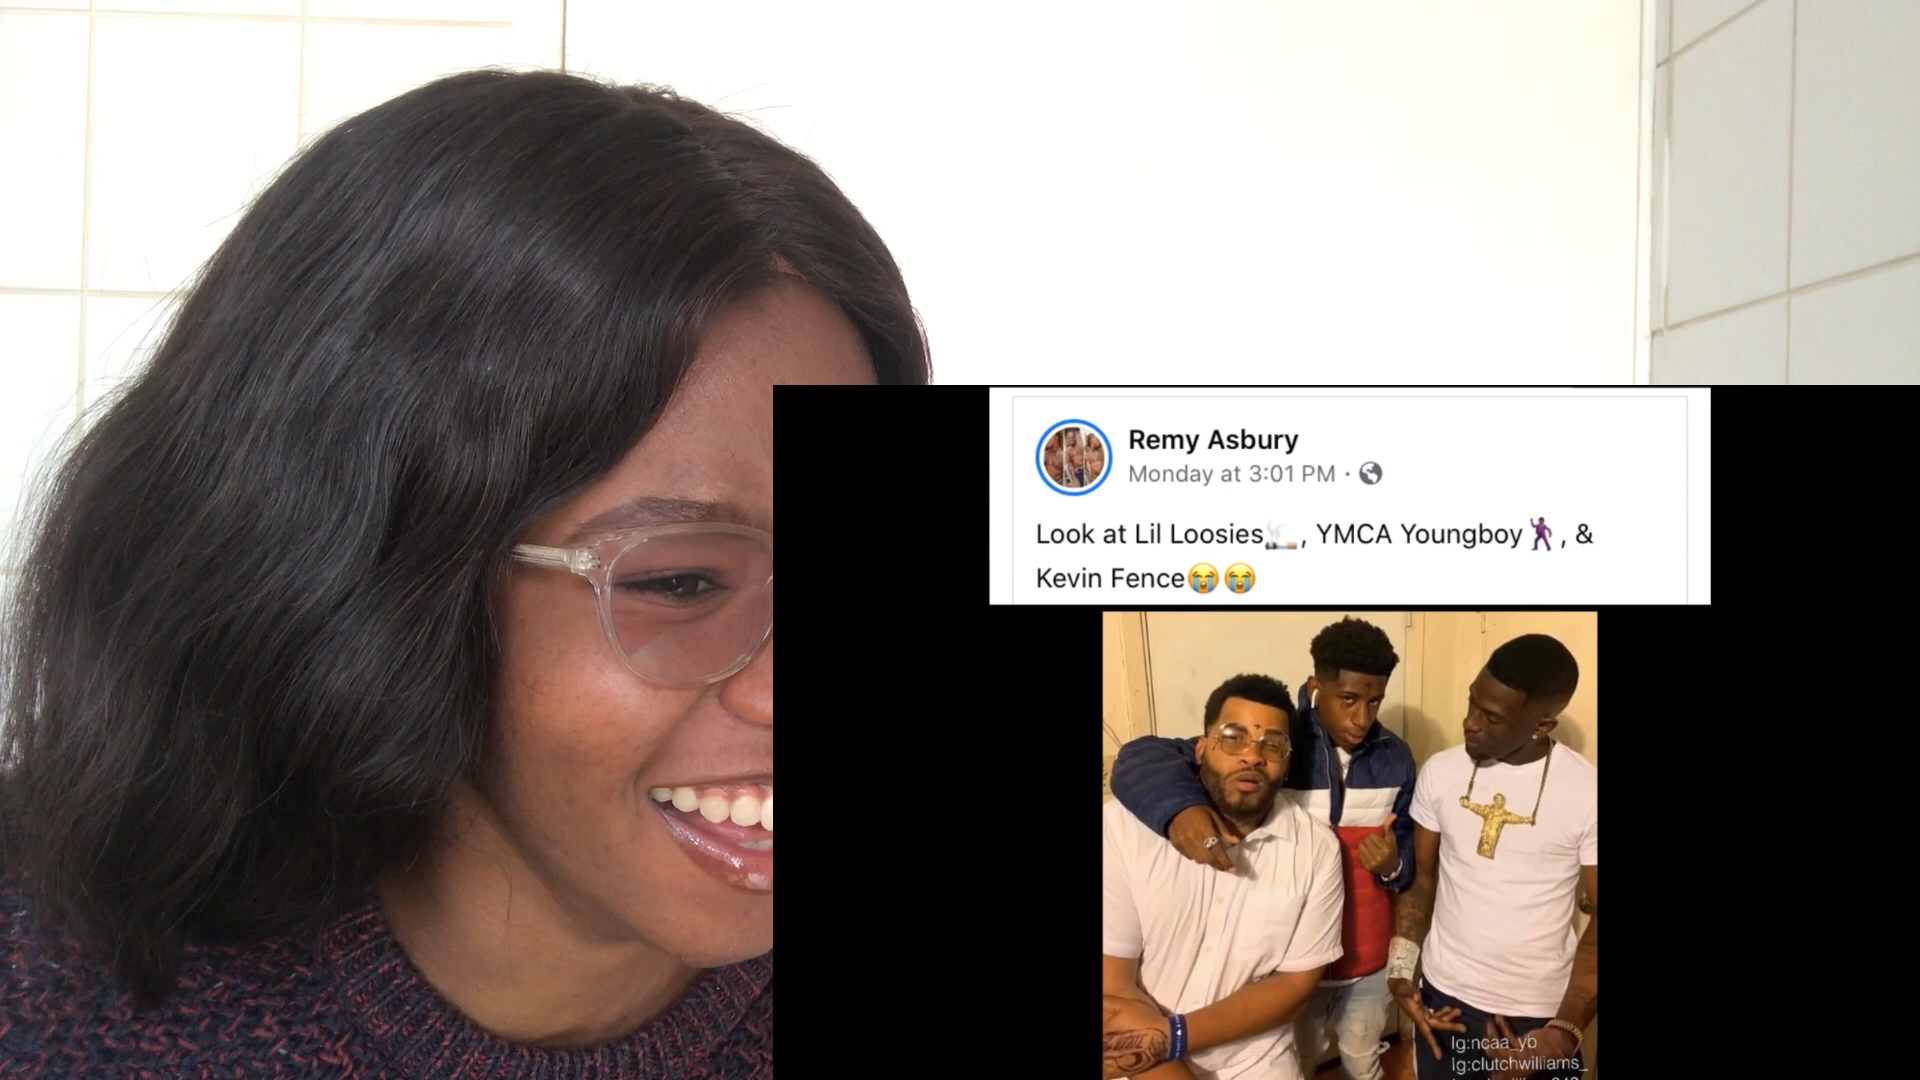 Remy Asbury
Monday at 3:01 PM ·
Look at Lil Loosies🚬, YMCA Youngboy🕺🏾, &
Kevin Fence😭😭
Ig:ncaa_yb
Ig:clutchwilliams_